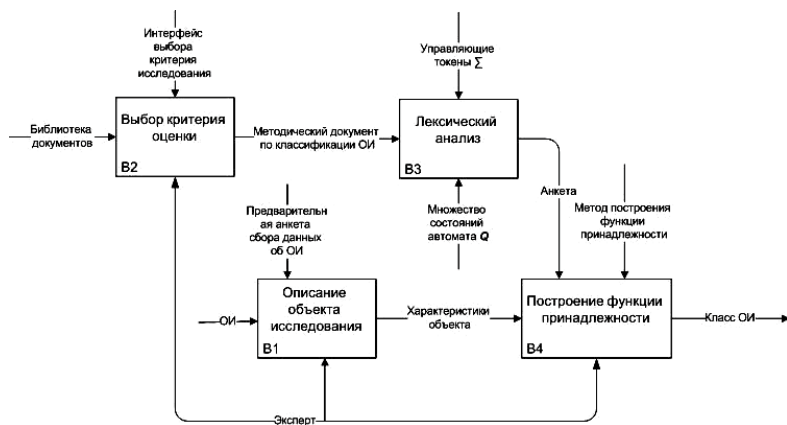 Интерфейс
выбора
критерия
исследования
Управляющие
токены ∑
Библиотека
документов
Выбор критерия
оценки
B2
Методический документ
по классификации ОИ
Лексический
анализ
B3
Анкета
Предварительн
ая анкета
сбора данных
об ОИ
Множество
состояний
автомата Q
Метод построения
функции
принадлежности
ОИ
Описание
объекта
исследования
B1
Характеристики
объекта
Построение функции
принадлежности
B4
Класс ОИ
Эксперт